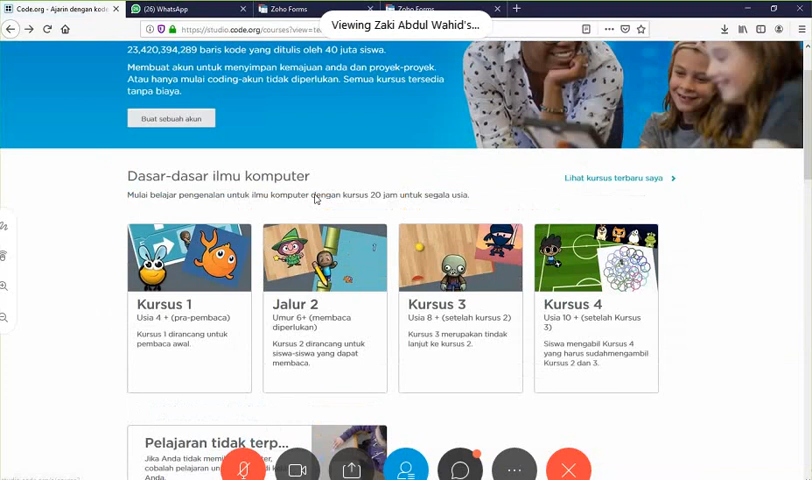 Code.org - Ajarin dengan kode
(26) WhatsApp
Zoho Forms
Zoho Forms
Viewing Zaki Abdul Wahid's...
https://studio.code.org/courses?view=te
23,420,394,289 baris kode yang ditulis oleh 40 juta siswa.
Membuat akun untuk menyimpan kemajuan anda dan proyek-proyek.
Atau hanya mulai coding-akun tidak diperlukan. Semua kursus tersedia
tanpa biaya.
Buat sebuah akun
Dasar-dasar ilmu komputer
Lihat kursus terbaru saya
Mulai belajar pengenalan untuk ilmu komputer dengan kursus 20 jam untuk segala usia.
Kursus 1
Usia 4 + (pra-pembaca)
Kursus 1 dirancang untuk
pembaca awal.
Jalur 2
Umur 6+ (membaca
diperlukan)
Kursus 2 dirancang untuk
siswa-siswa yang dapat
membaca.
Kursus 3
Usia 8 + (setelah kursus 2)
Kursus 3 merupakan tindak
lanjut ke kursus 2.
Kursus 4
Usia 10 + (setelah Kursus
3)
Siswa mengabil Kursus 4
yang harus sudahmengambil
Kursus 2 dan 3.
Pelajaran tidak terp...
Jika Anda tidak
cobalah pelajaran
Anda.